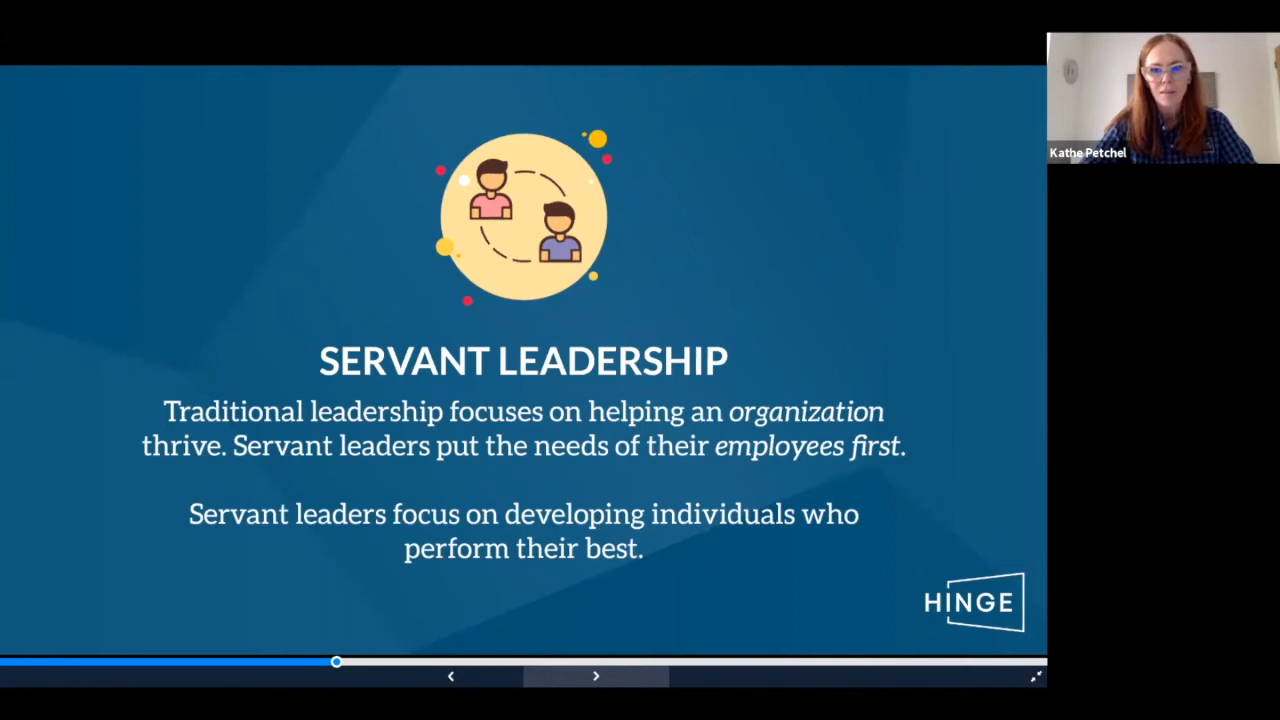 Kathe Petchel
SERVANT LEADERSHIP
Traditional leadership focuses on helping an organization
thrive. Servant leaders put the needs of their employees first.
Servant leaders focus on developing individuals who
perform their best.
HINGE